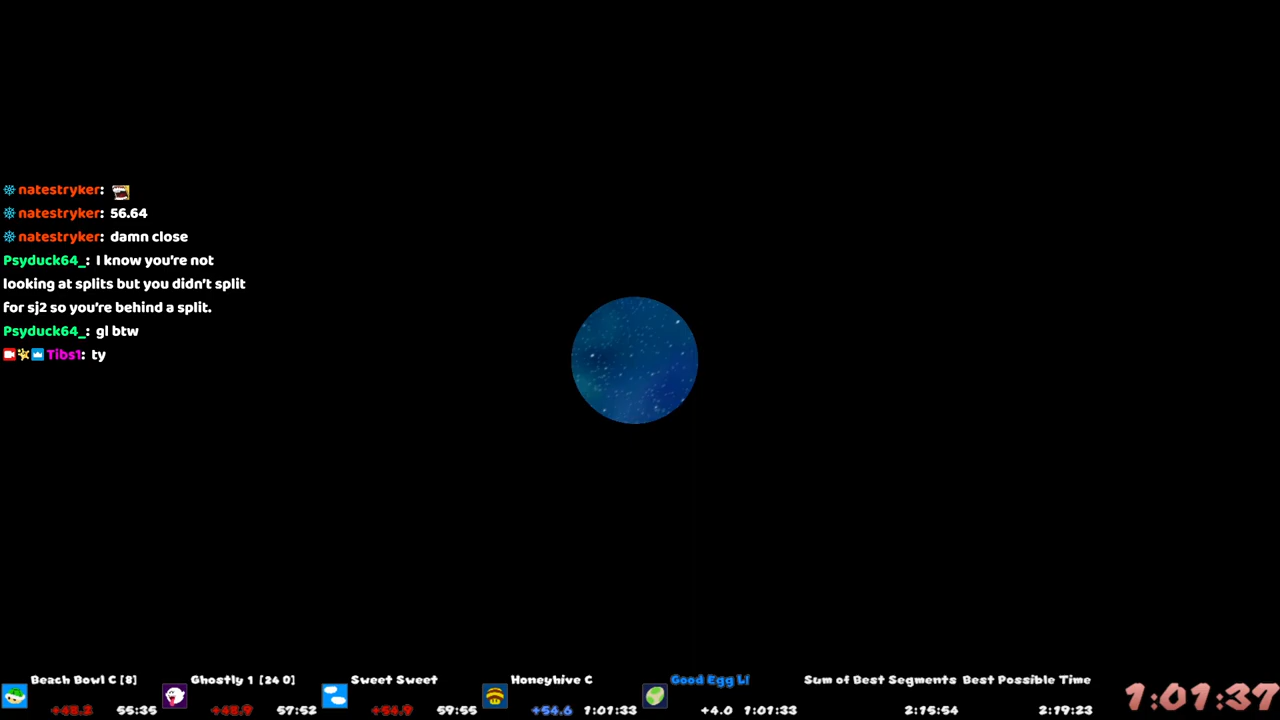 natestryker:
natestryker: 56.64
natestryker: damn close
Psyduck64_: I know you're not
looking at splits but you didn't split
for sj2 so you're behind a split.
Psyduck64_: gl btw
Tibs1: ty
Beach Bowl C [8] Ghostly 1 [24 0] Sweet Sweet Honeyhive C Good Egg L! Sum of Best Segments Best Possible Time
55:35 57:52 59:55 +54.6 1:01:33 +4.0 1:01:33 2:15:54 2:19:23 1:01:37